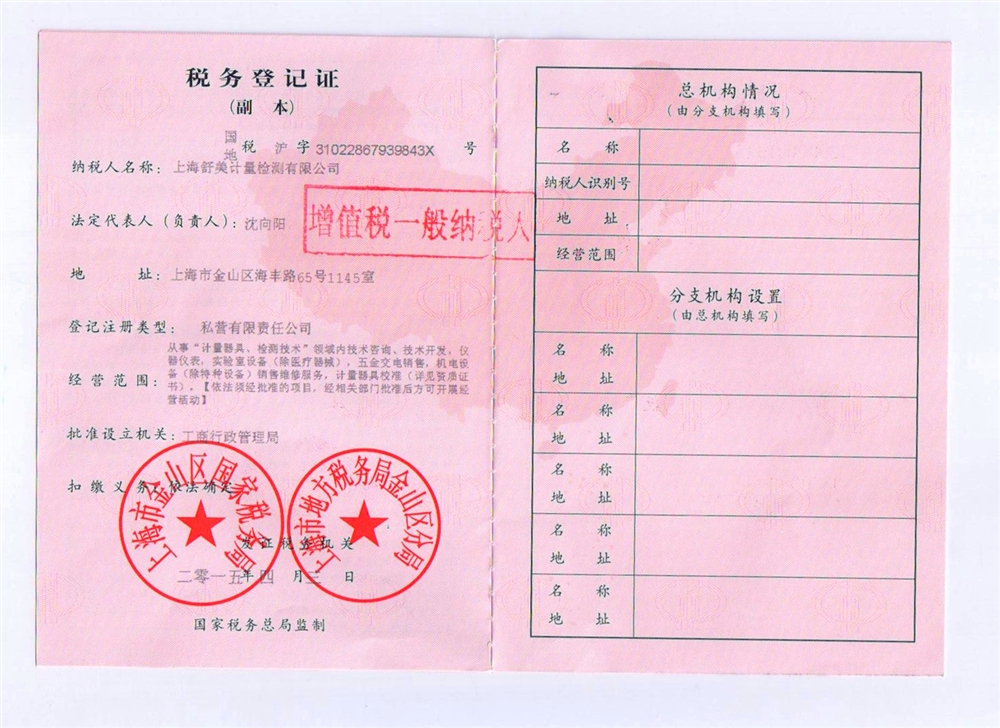 税务登记证
(副 本)
国
地 税 沪 字 31022867939843X 号
纳税人名称: 上海舒美计量检测有限公司
增值税一般纳税人
法定代表人(负责人): 沈向阳
地 址: 上海市金山区海丰路65号1145室
登记注册类型: 私营有限责任公司
经营范围: 从事“计量器具、检测技术”领域内技术咨询、技术开发,仪
器仪表,实验室设备(除医疗器械),五金交电销售,机电设
备(除特种设备)销售维修服务,计量器具校准(详见资质证
书)。【依法须经批准的项目,经相关部门批准后方可开展经
营活动】
批准设立机关: 工商行政管理局
扣缴义务: 依法确定
上海市金山区国家税务局
上海市地方税务局金山区分局
发证税务机关
二零一五年 四 月 三 日
国家税务总局监制
总机构情况
(由分支机构填写)
名 称
纳税人识别号
地 址
经营范围
分支机构设置
(由总机构填写)
名 称
地 址
名 称
地 址
名 称
地 址
名 称
地 址
名 称
地 址